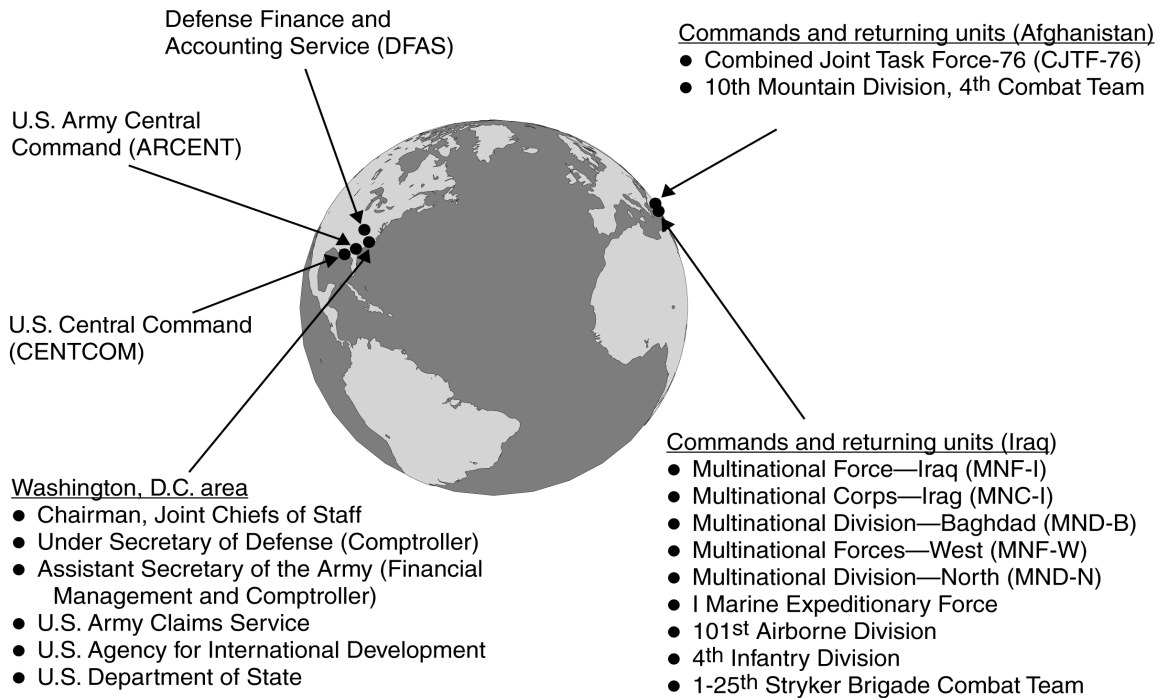 Defense Finance and
Accounting Service (DFAS)
Commands and returning units (Afghanistan)
● Combined Joint Task Force-76 (CJTF-76)
● 10th Mountain Division, 4th Combat Team
U.S. Army Central
Command (ARCENT)
U.S. Central Command
(CENTCOM)
Washington, D.C. area
● Chairman, Joint Chiefs of Staff
● Under Secretary of Defense (Comptroller)
● Assistant Secretary of the Army (Financial
Management and Comptroller)
● U.S. Army Claims Service
● U.S. Agency for International Development
● U.S. Department of State
Commands and returning units (Iraq)
● Multinational Force—Iraq (MNF-I)
● Multinational Corps—Irag (MNC-I)
● Multinational Division—Baghdad (MND-B)
● Multinational Forces—West (MNF-W)
● Multinational Division—North (MND-N)
● I Marine Expeditionary Force
● 101st Airborne Division
● 4th Infantry Division
● 1-25th Stryker Brigade Combat Team